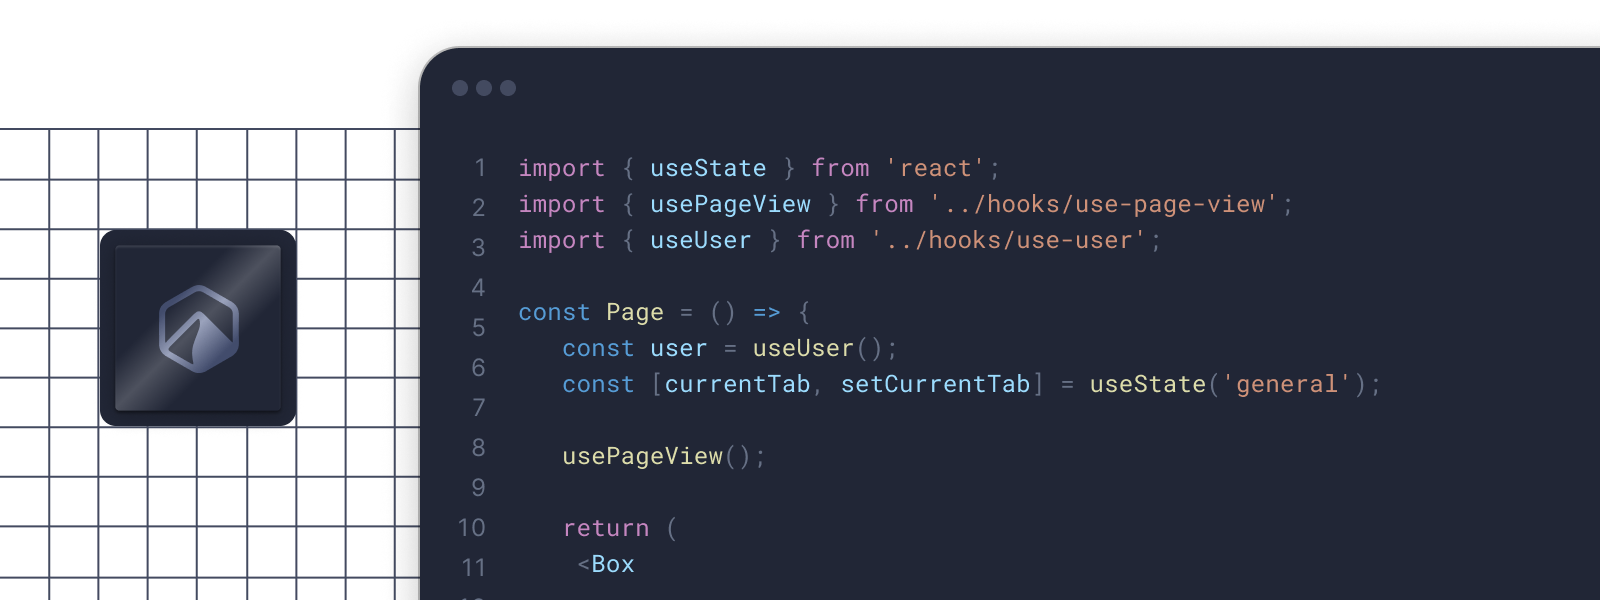 1 import { useState } from 'react';
2 import { usePageView } from '../hooks/use-page-view';
3 import { useUser } from '../hooks/use-user';
4
5 const Page = () => {
6 const user = useUser();
7 const [currentTab, setCurrentTab] = useState('general');
8 usePageView();
9
10 return (
11 <Box